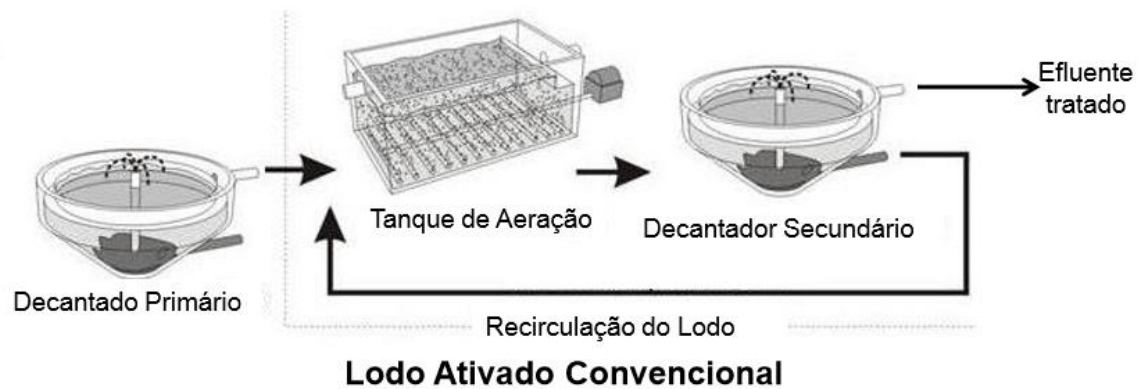 Efluente
tratado
Tanque de Aeração
Decantador Secundário
Decantado Primário
Recirculação do Lodo
Lodo Ativado Convencional